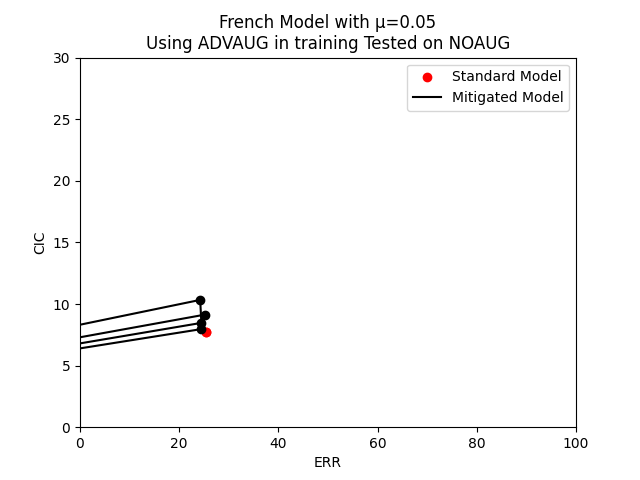 French Model with μ=0.05
Using ADVAUG in training Tested on NOAUG
Standard Model
Mitigated Model
30
25
20
15
10
5
0
CIC
0 20 40 60 80 100
ERR